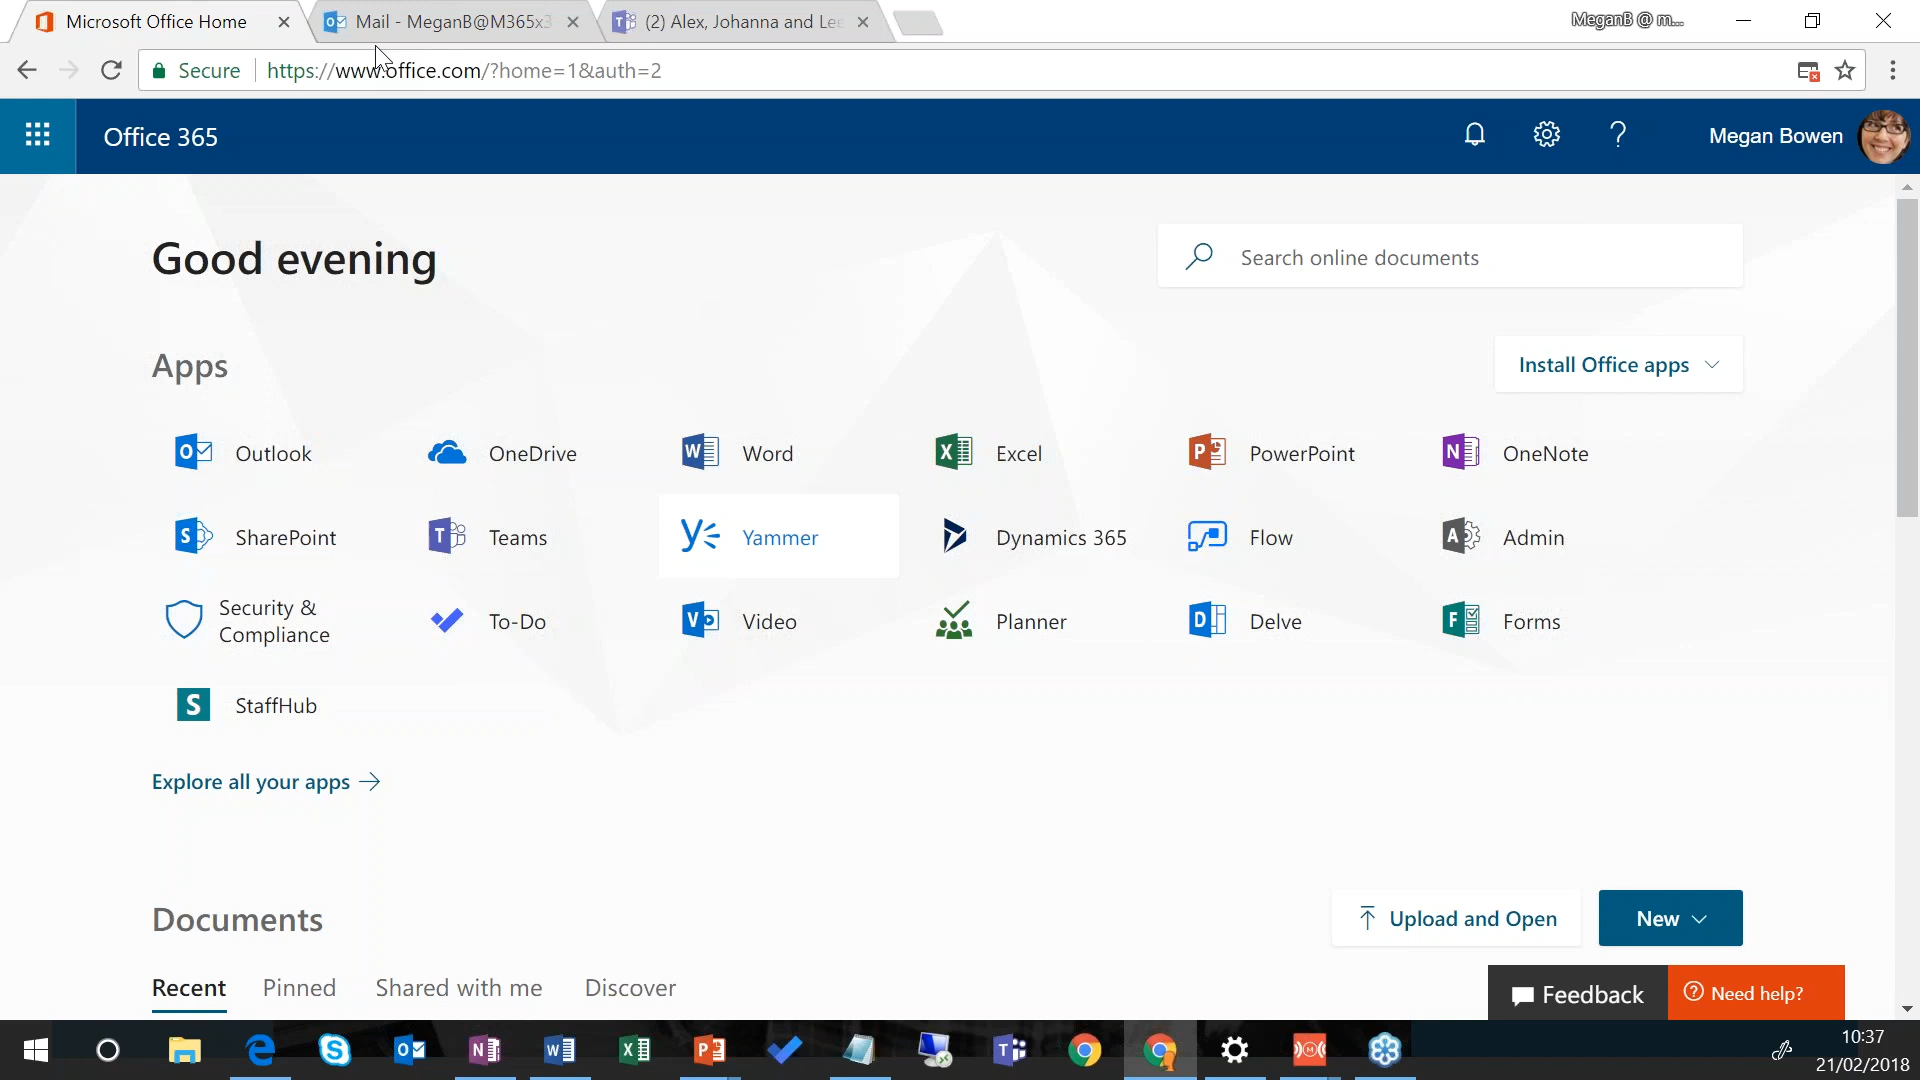 Microsoft Office Home
Mail - MeganB@M365x3
(2) Alex, Johanna and Lee
MeganB @ m...
Secure
https://www.office.com/?home=1&auth=2
Office 365
Megan Bowen
Good evening
Search online documents
Apps
Install Office apps
Outlook
OneDrive
Word
Excel
PowerPoint
OneNote
SharePoint
Teams
Yammer
Dynamics 365
Flow
Admin
Security &
Compliance
To-Do
Video
Planner
Delve
Forms
StaffHub
Explore all your apps
Documents
Upload and Open
New
Recent
Pinned
Shared with me
Discover
Feedback
Need help?
10:37
21/02/2018